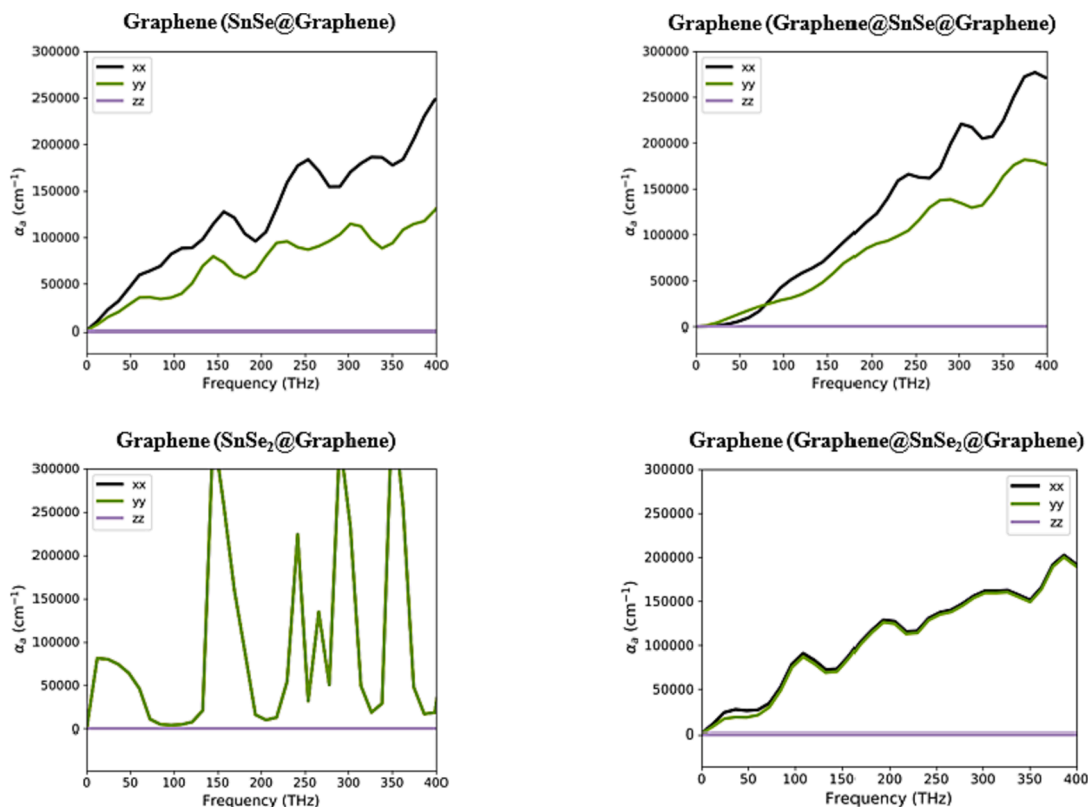 Graphene (SnSe@Graphene)
300000
250000
200000
150000
100000
50000
0
αₐ (cm⁻¹)
xx
yy
zz
0 50 100 150 200 250 300 350 400
Frequency (THz)
Graphene (Graphene@SnSe@Graphene)
300000
250000
200000
150000
100000
50000
0
αₐ (cm⁻¹)
xx
yy
zz
0 50 100 150 200 250 300 350 400
Frequency (THz)
Graphene (SnSe₂@Graphene)
300000
250000
200000
150000
100000
50000
0
αₐ (cm⁻¹)
xx
yy
zz
0 50 100 150 200 250 300 350 400
Frequency (THz)
Graphene (Graphene@SnSe₂@Graphene)
300000
250000
200000
150000
100000
50000
0
αₐ (cm⁻¹)
xx
yy
zz
0 50 100 150 200 250 300 350 400
Frequency (THz)